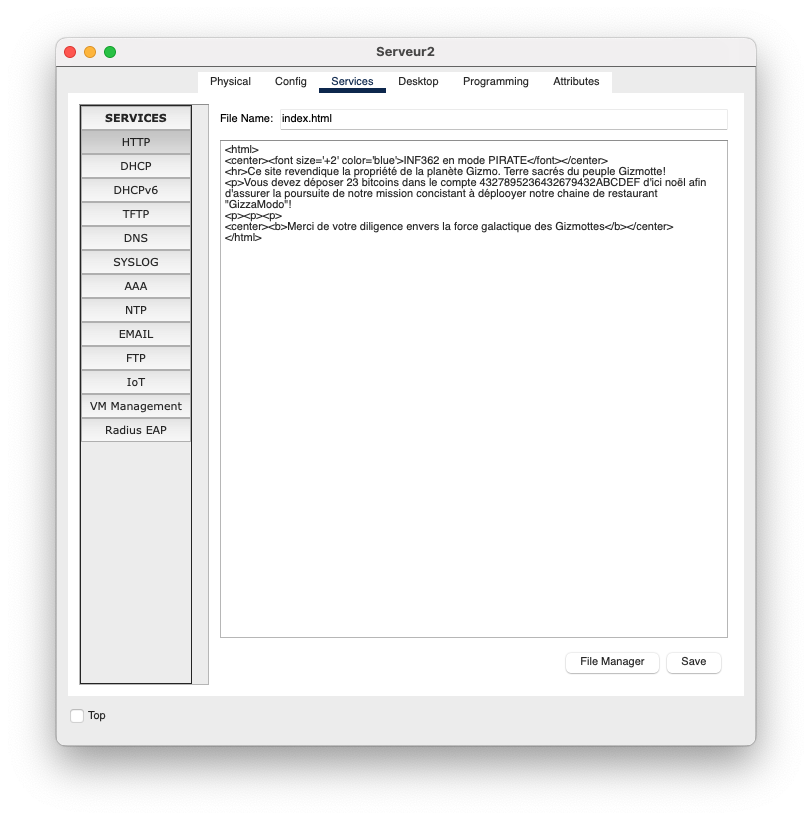 Serveur2
Physical Config Services Desktop Programming Attributes
SERVICES
HTTP
DHCP
DHCPv6
TFTP
DNS
SYSLOG
AAA
NTP
EMAIL
FTP
IoT
VM Management
Radius EAP
File Name: index.html
<html>
<center><font size='+2' color='blue'>INF362 en mode PIRATE</font></center>
<hr>Ce site revendique la propriété de la planète Gizmo. Terre sacrés du peuple Gizmotte!
<p>Vous devez déposer 23 bitcoins dans le compte 4327895236432679432ABCDEF d'ici noël afin
d'assurer la poursuite de notre mission concistant à déplooyer notre chaine de restaurant
"GizzaModo"!
<p><p><p>
<center><b>Merci de votre diligence envers la force galactique des Gizmottes</b></center>
</html>
File Manager Save
Top